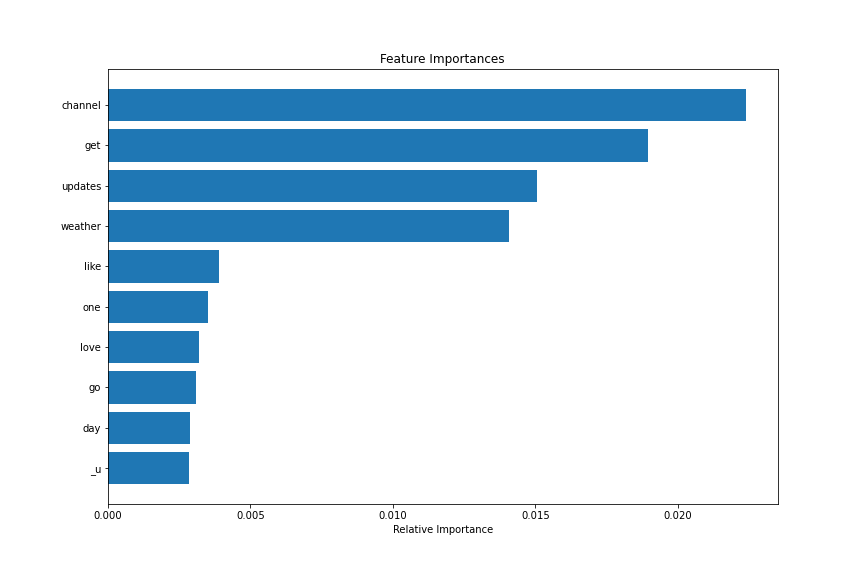 Feature Importances
channel
get
updates
weather
like
one
love
go
day
_u
0.000 0.005 0.010 0.015 0.020
Relative Importance